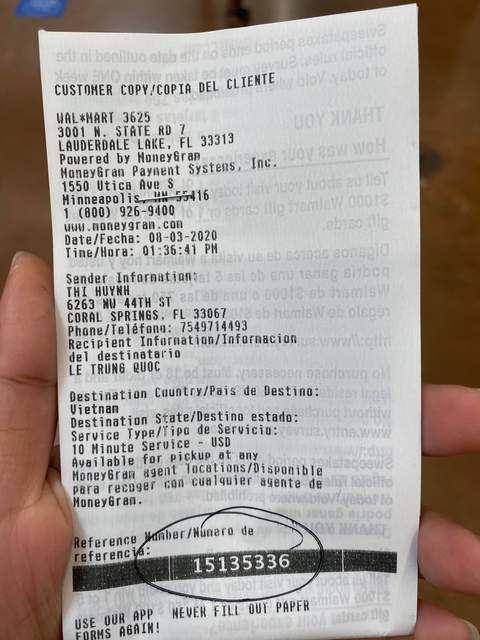 CUSTOMER COPY/COPIA DEL CLIENTE
WAL*MART 3625
3001 N. STATE RD 7
LAUDERDALE LAKE, FL 33313
Powered by MoneyGram
MoneyGram Payment Systems, Inc.
1550 Utica Ave S
Minneapolis, MN 55416
1 (800) 926-9400
www.moneygram.com
Date/Fecha: 08-03-2020
Time/Hora: 01:36:41 PM
Sender Information:
THI HUYNH
6263 NW 44TH ST
CORAL SPRINGS, FL 33067
Phone/Teléfono: 7549714493
Recipient Information/Informacion
del destinatario
LE TRUNG QUOC
Destination Country/Pais de Destino:
Vietnam
Destination State/Destino estado:
Service Type/Tipo de Servicio:
10 Minute Service - USD
Available for pickup at any
MoneyGram agent locations/Disponible
para recoger con cualquier agente de
MoneyGram.
Reference Number/Número de
referencia:
15135336
USE OUR APP NEVER FILL OUT PAPER
FORMS AGAIN!